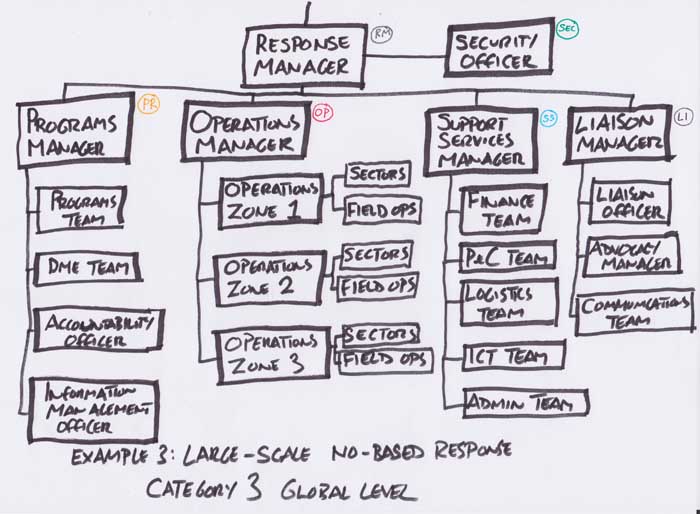 RESPONSE
MANAGER
RM
SECURITY
OFFICER
SEC
PROGRAMS
MANAGER
PR
OPERATIONS
MANAGER
OP
SUPPORT
SERVICES
MANAGER
SS
LIAISON
MANAGER
LI
PROGRAMS
TEAM
DME TEAM
ACCOUNTABILITY
OFFICER
INFORMATION
MANAGEMENT
OFFICER
OPERATIONS
ZONE 1
SECTORS
FIELD OPS
OPERATIONS
ZONE 2
SECTORS
FIELD OPS
OPERATIONS
ZONE 3
SECTORS
FIELD OPS
FINANCE
TEAM
P&C TEAM
LOGISTICS
TEAM
ICT TEAM
ADMIN TEAM
LIAISON
OFFICER
ADVOCACY
MANAGER
COMMUNICATIONS
TEAM
EXAMPLE 3: LARGE-SCALE NO-BASED RESPONSE
CATEGORY 3 GLOBAL LEVEL